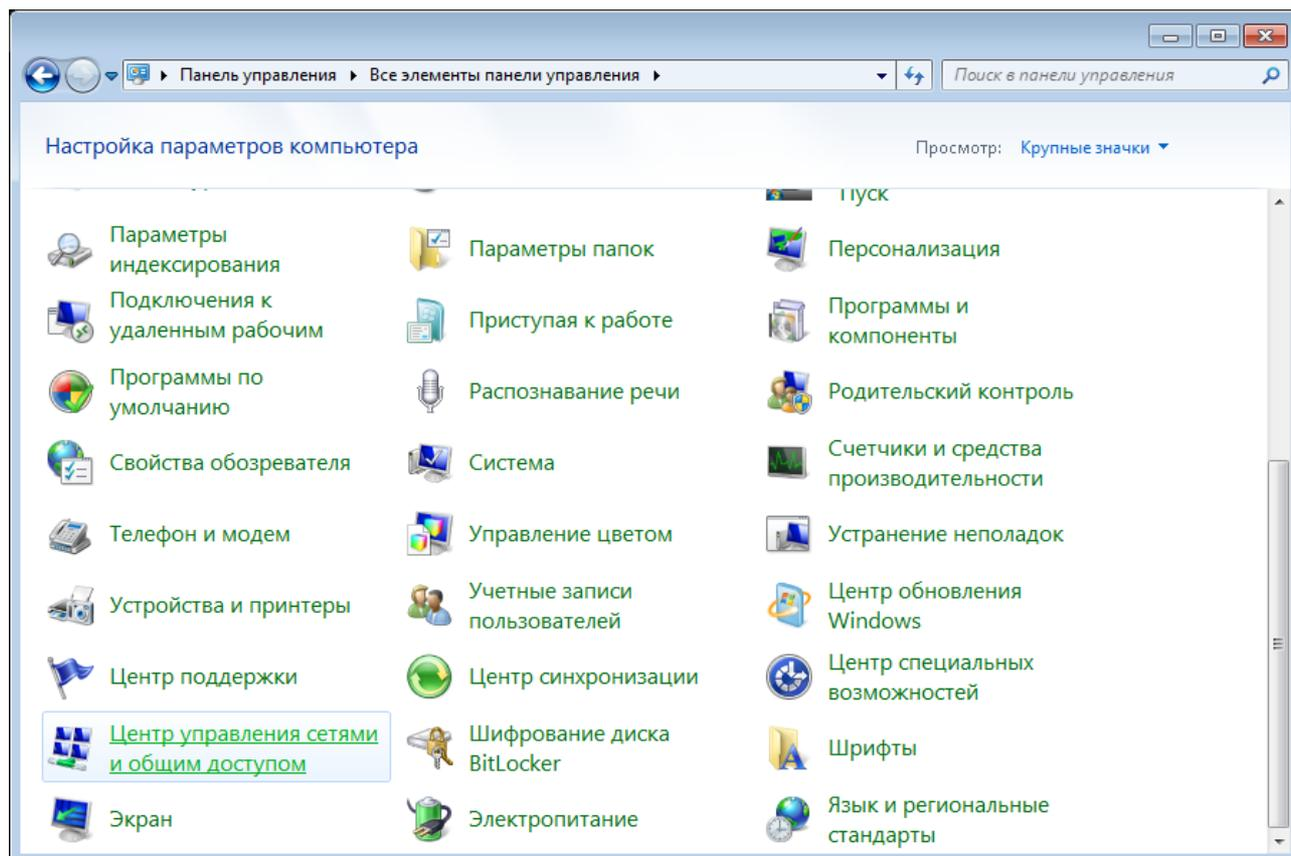 Панель управления ▸ Все элементы панели управления ▸
Поиск в панели управления
Настройка параметров компьютера
Просмотр: Крупные значки
Пуск
Параметры
индексирования
Параметры папок
Персонализация
Подключения к
удаленным рабочим
Приступая к работе
Программы и
компоненты
Программы по
умолчанию
Распознавание речи
Родительский контроль
Свойства обозревателя
Система
Счетчики и средства
производительности
Телефон и модем
Управление цветом
Устранение неполадок
Устройства и принтеры
Учетные записи
пользователей
Центр обновления
Windows
Центр поддержки
Центр синхронизации
Центр специальных
возможностей
Центр управления сетями
и общим доступом
Шифрование диска
BitLocker
Шрифты
Экран
Электропитание
Язык и региональные
стандарты